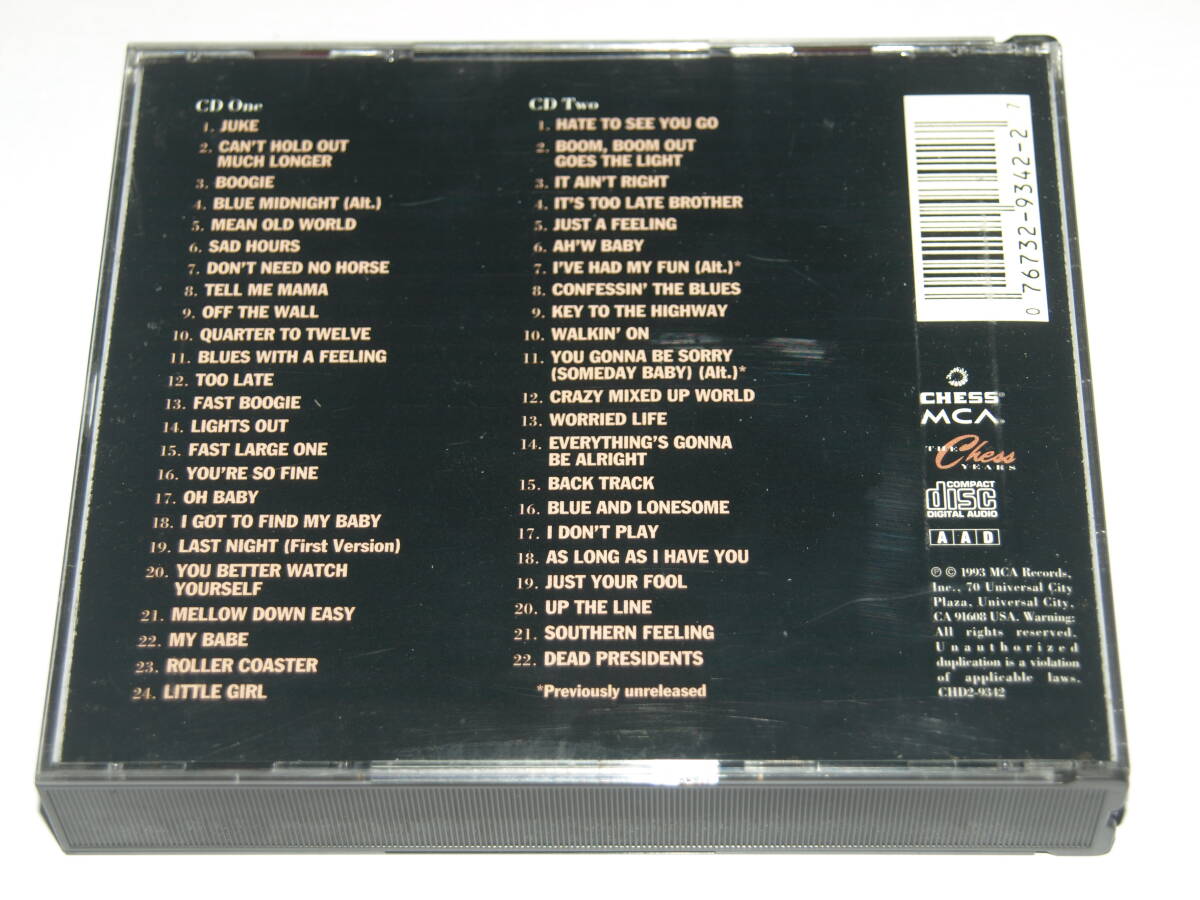 CD One
1. JUKE
2. CAN'T HOLD OUT
MUCH LONGER
3. BOOGIE
4. BLUE MIDNIGHT (Alt.)
5. MEAN OLD WORLD
6. SAD HOURS
7. DON'T NEED NO HORSE
8. TELL ME MAMA
9. OFF THE WALL
10. QUARTER TO TWELVE
11. BLUES WITH A FEELING
12. TOO LATE
13. FAST BOOGIE
14. LIGHTS OUT
15. FAST LARGE ONE
16. YOU'RE SO FINE
17. OH BABY
18. I GOT TO FIND MY BABY
19. LAST NIGHT (First Version)
20. YOU BETTER WATCH
YOURSELF
21. MELLOW DOWN EASY
22. MY BABE
23. ROLLER COASTER
24. LITTLE GIRL
CD Two
1. HATE TO SEE YOU GO
2. BOOM, BOOM OUT
GOES THE LIGHT
3. IT AIN'T RIGHT
4. IT'S TOO LATE BROTHER
5. JUST A FEELING
6. AH'W BABY
7. I'VE HAD MY FUN (Alt.)*
8. CONFESSIN' THE BLUES
9. KEY TO THE HIGHWAY
10. WALKIN' ON
11. YOU GONNA BE SORRY
(SOMEDAY BABY) (Alt.)*
12. CRAZY MIXED UP WORLD
13. WORRIED LIFE
14. EVERYTHING'S GONNA
BE ALRIGHT
15. BACK TRACK
16. BLUE AND LONESOME
17. I DON'T PLAY
18. AS LONG AS I HAVE YOU
19. JUST YOUR FOOL
20. UP THE LINE
21. SOUTHERN FEELING
22. DEAD PRESIDENTS
*Previously unreleased
0 76732-9342-2 7
CHESS®
MCA
THE Chess
YEARS
COMPACT
disc
DIGITAL AUDIO
A A D
℗ © 1993 MCA Records,
Inc., 70 Universal City
Plaza, Universal City,
CA 91608 USA. Warning:
All rights reserved.
Unauthorized
duplication is a violation
of applicable laws.
CHD2-9342